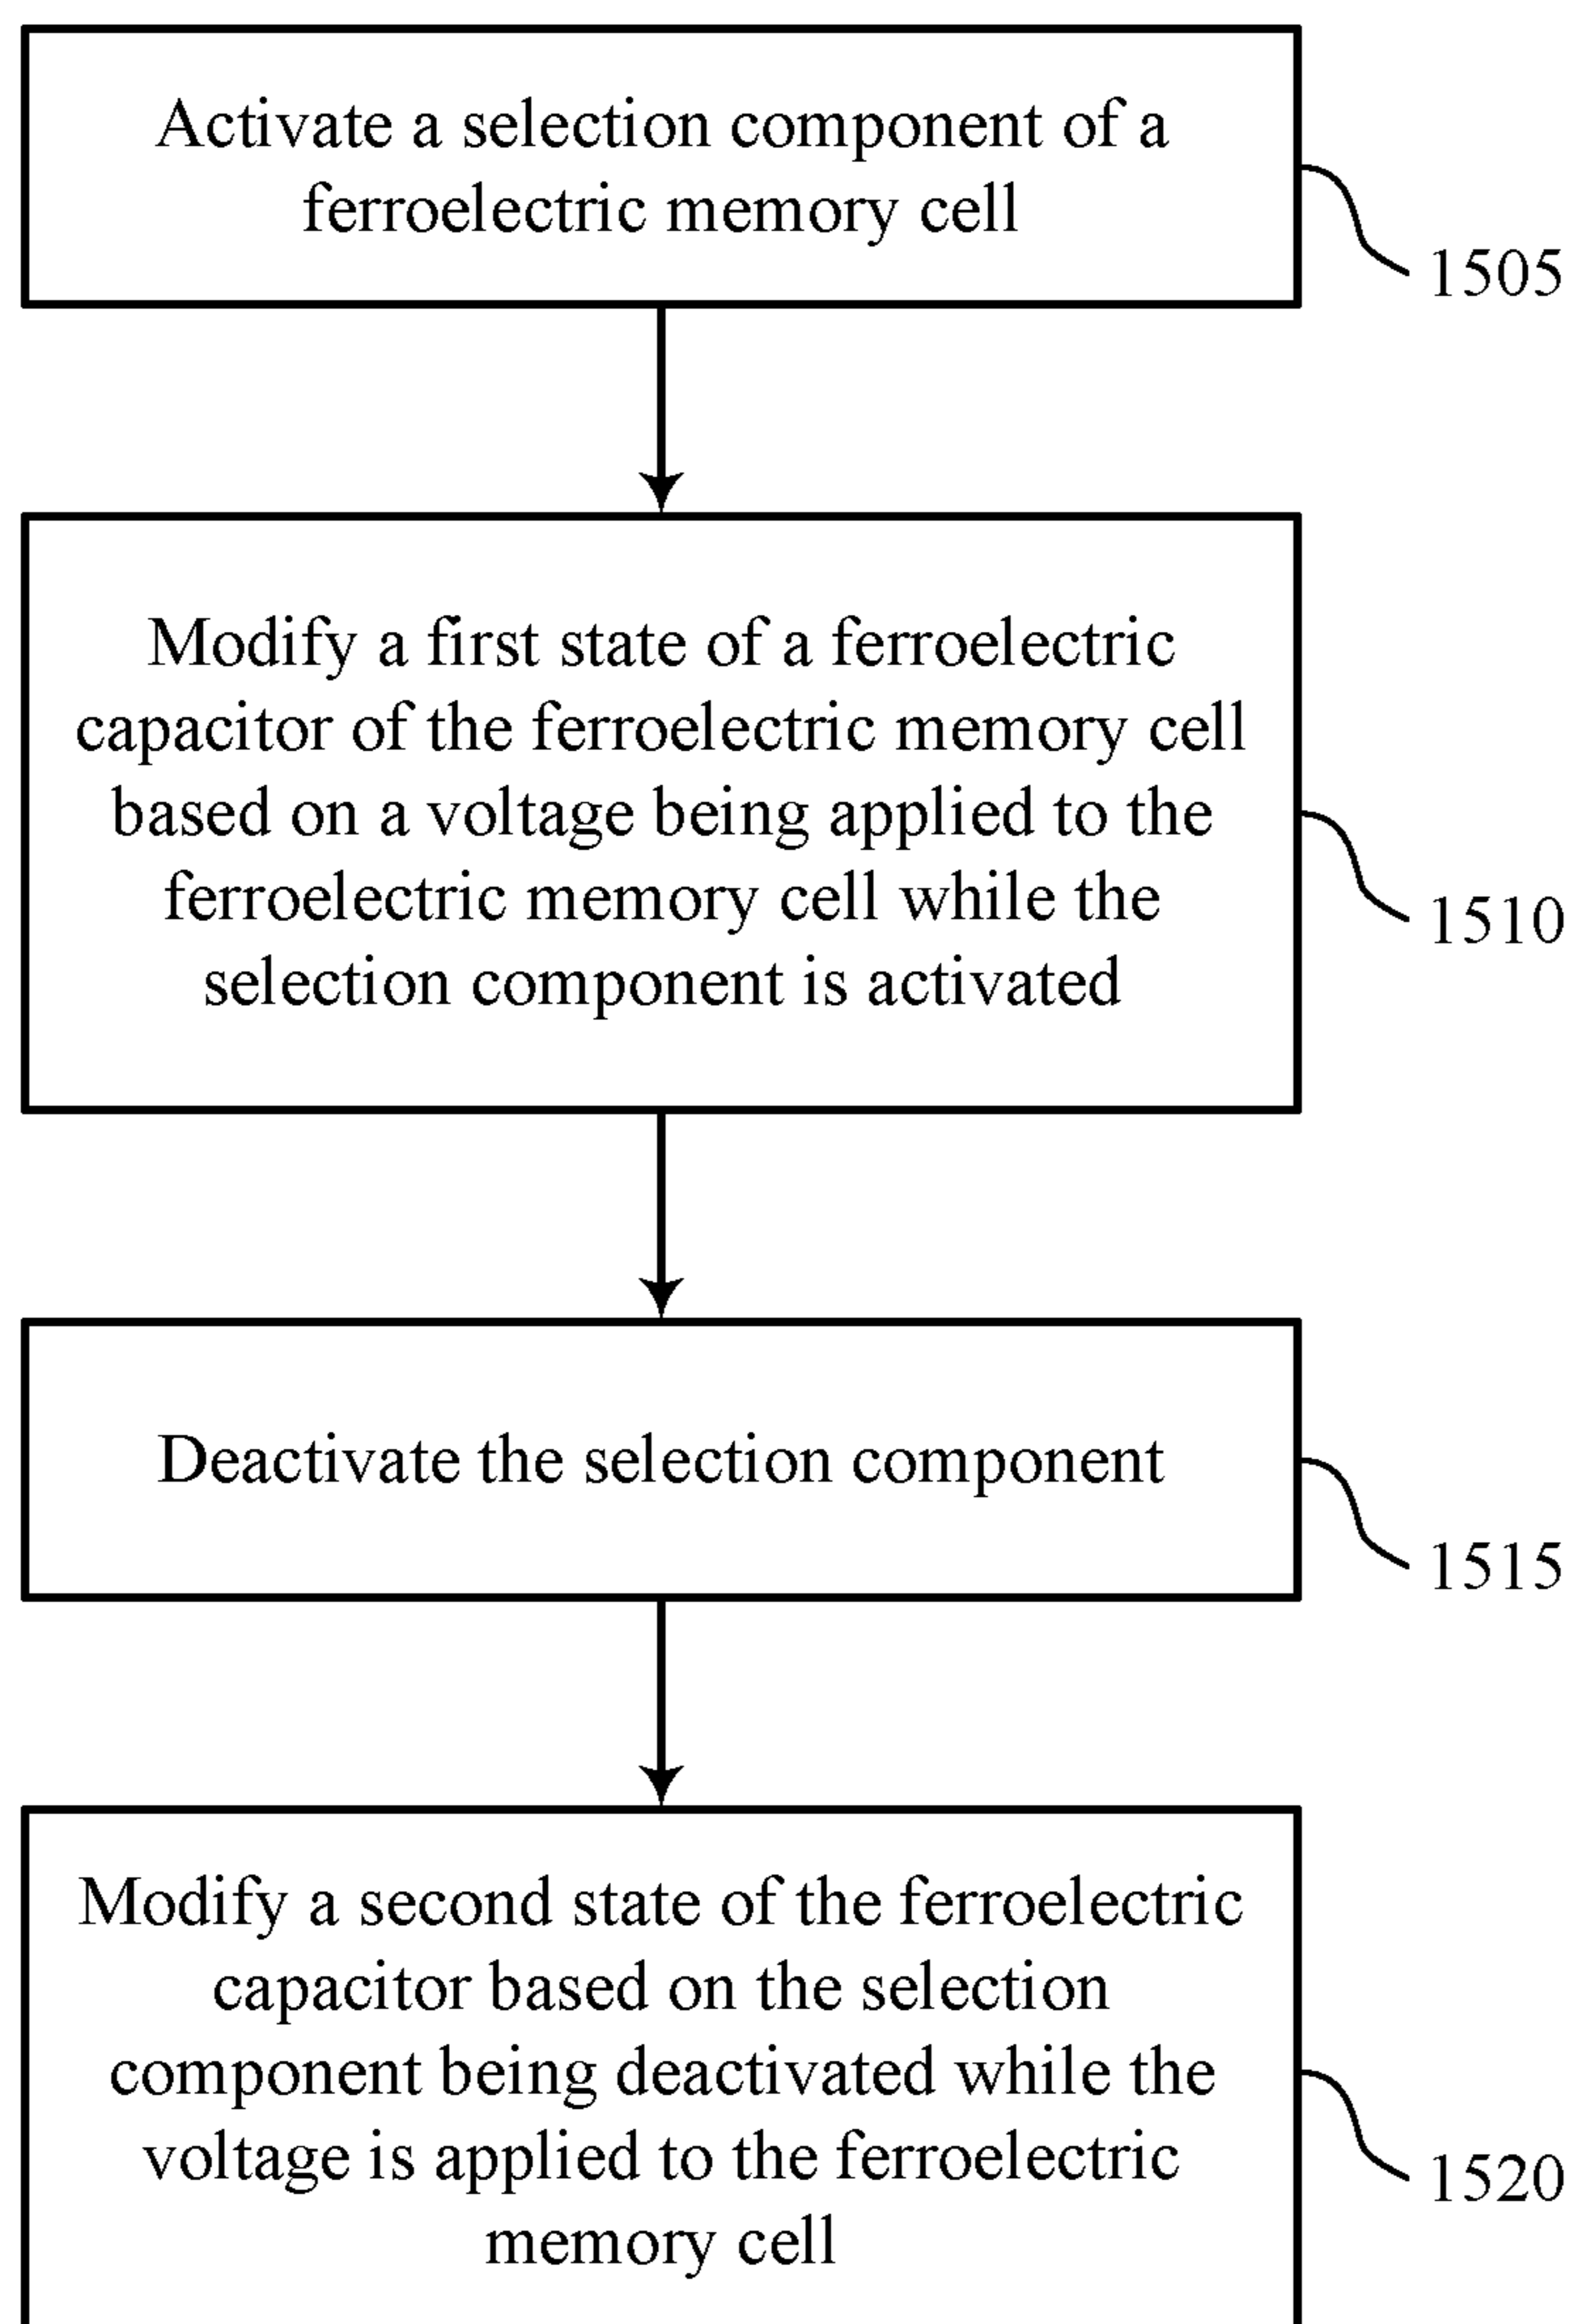 Activate a selection component of a
ferroelectric memory cell
1505
Modify a first state of a ferroelectric
capacitor of the ferroelectric memory cell
based on a voltage being applied to the
ferroelectric memory cell while the
selection component is activated
1510
Deactivate the selection component
1515
Modify a second state of the ferroelectric
capacitor based on the selection
component being deactivated while the
voltage is applied to the ferroelectric
memory cell
1520